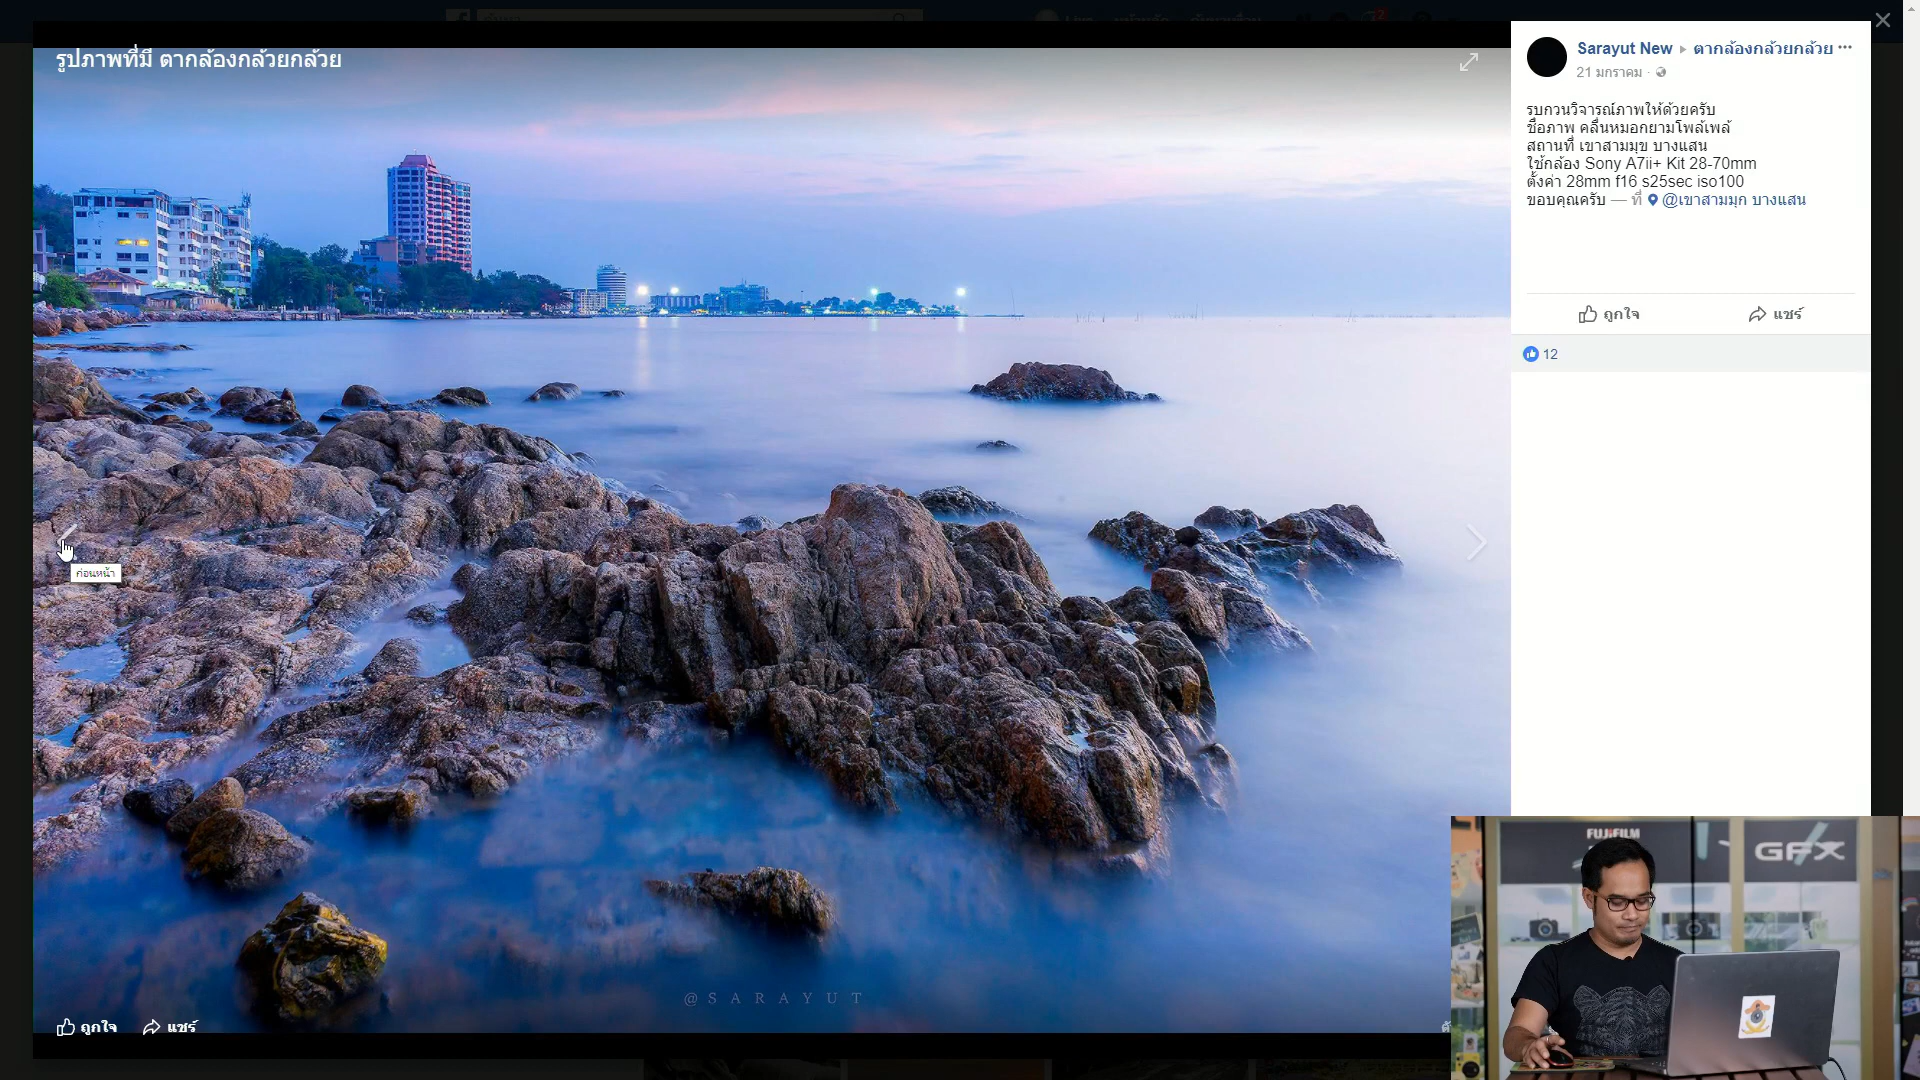 รูปภาพที่มี ตากล้องกล้วยกล้วย
Sarayut New ▸ ตากล้องกล้วยกล้วย
21 มกราคม ·
รบกวนวิจารณ์ภาพให้ด้วยครับ
ชื่อภาพ คลื่นหมอกยามโพล้เพล้
สถานที่ เขาสามมุข บางแสน
ใช้กล้อง Sony A7ii+ Kit 28-70mm
ตั้งค่า 28mm f16 s25sec iso100
ขอบคุณครับ — ที่ @เขาสามมุก บางแสน
ถูกใจ แชร์
12
ก่อนหน้า
@SARAYUT
ถูกใจ แชร์
FUJIFILM
GFX